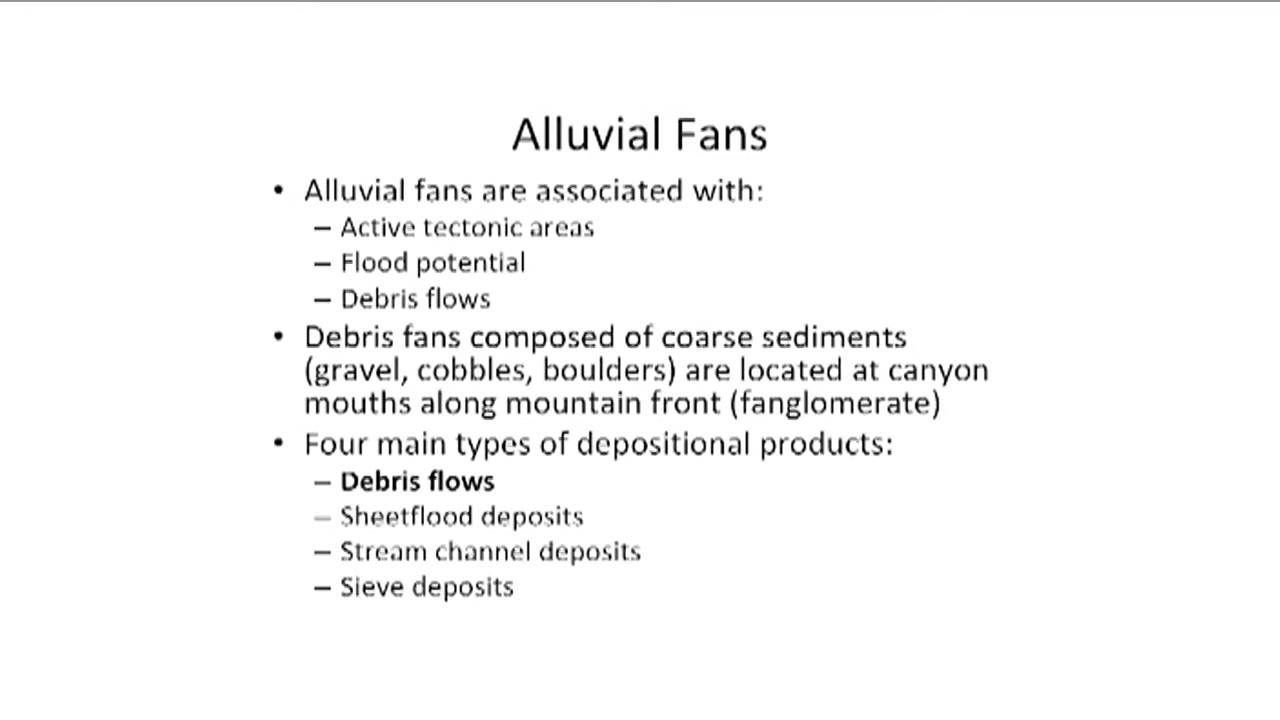 Alluvial Fans
• Alluvial fans are associated with:
– Active tectonic areas
– Flood potential
– Debris flows
• Debris fans composed of coarse sediments
(gravel, cobbles, boulders) are located at canyon
mouths along mountain front (fanglomerate)
• Four main types of depositional products:
– Debris flows
– Sheetflood deposits
– Stream channel deposits
– Sieve deposits